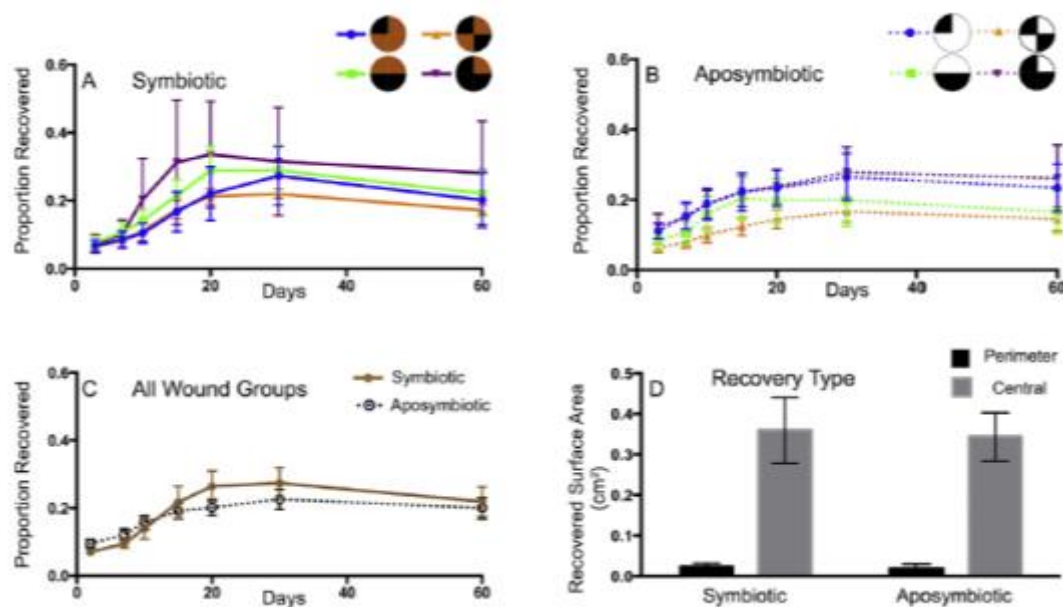 A Symbiotic
Proportion Recovered
0.6
0.4
0.2
0.0
0 20 40 60
Days
B Aposymbiotic
Proportion Recovered
0.6
0.4
0.2
0.0
0 20 40 60
Days
C All Wound Groups
Symbiotic
Aposymbiotic
Proportion Recovered
0.6
0.4
0.2
0.0
0 20 40 60
Days
D Recovery Type
Perimeter
Central
Recovered Surface Area
(cm²)
0.5
0.4
0.3
0.2
0.1
0.0
Symbiotic Aposymbiotic